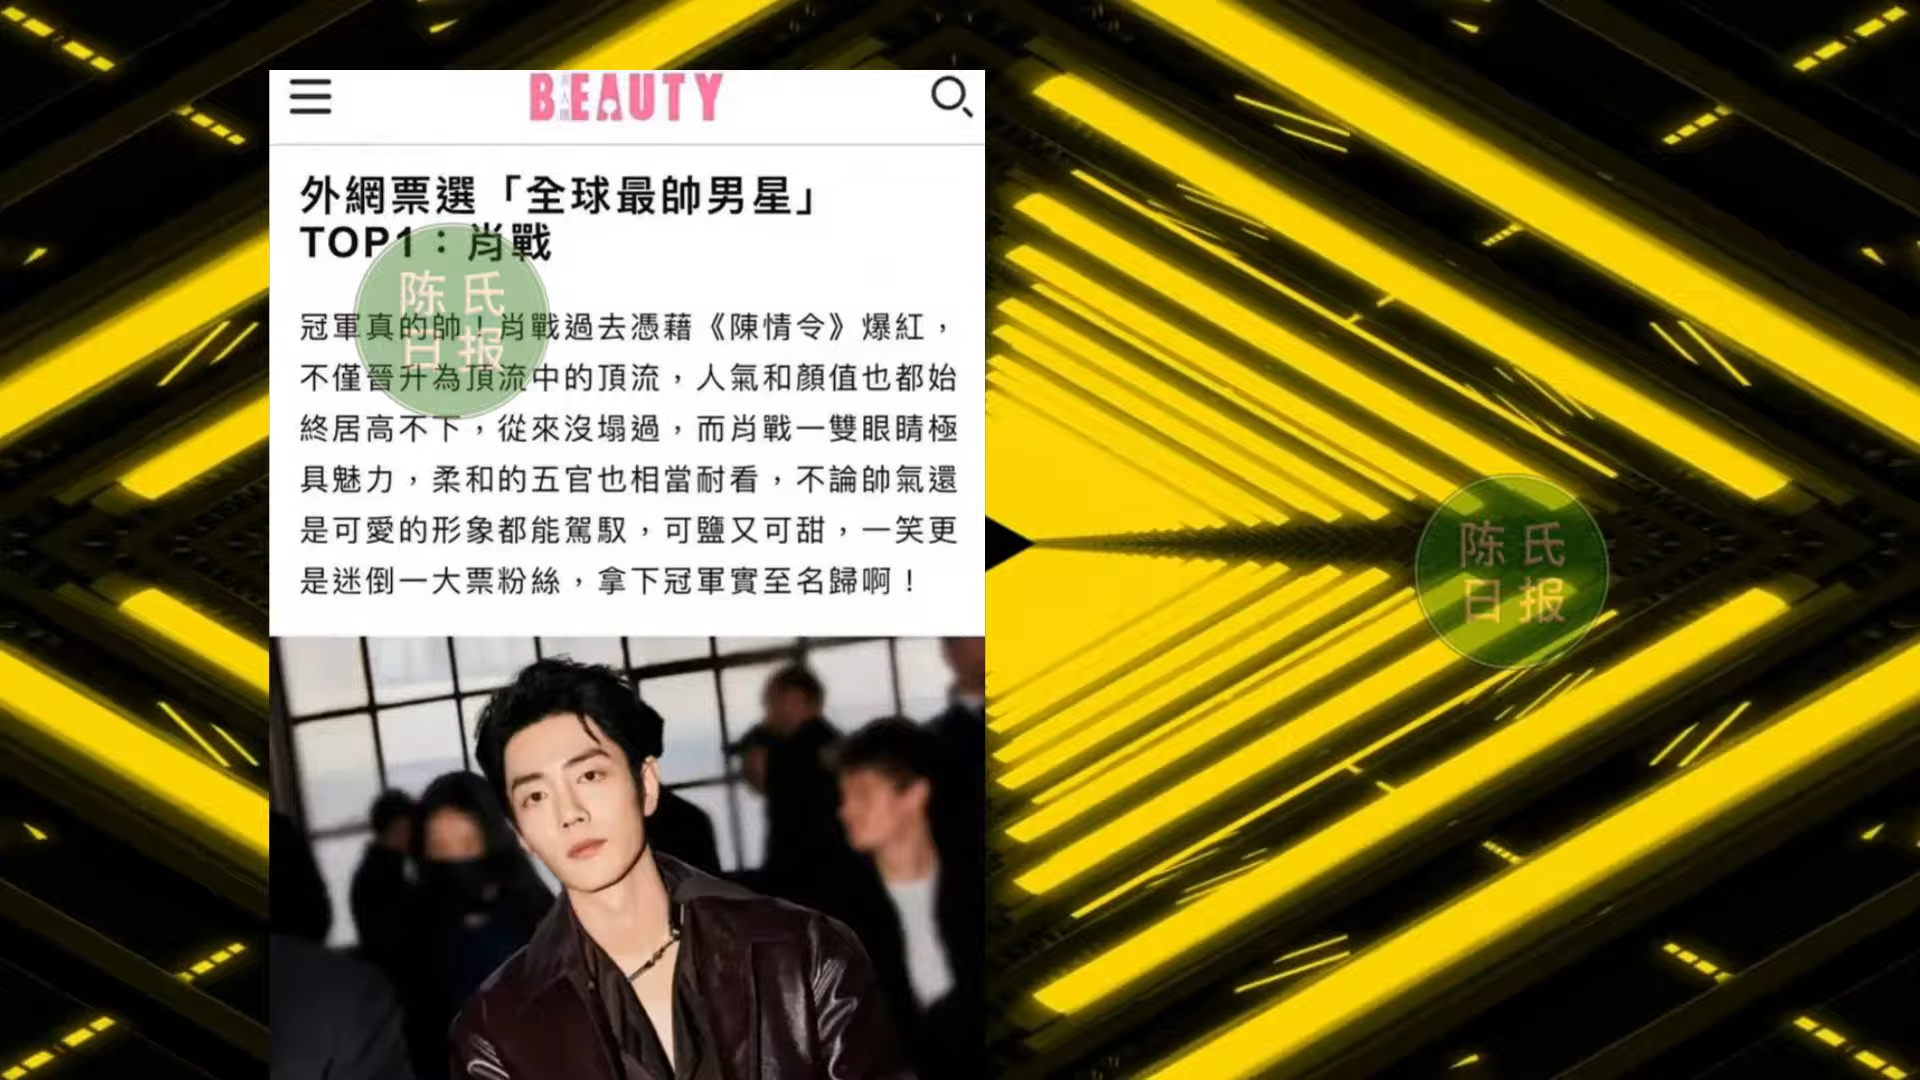 BEAUTY
外網票選「全球最帥男星」
TOP1：肖戰
冠軍真的帥！肖戰過去憑藉《陳情令》爆紅，
不僅晉升為頂流中的頂流，人氣和顏值也都始
終居高不下，從來沒塌過，而肖戰一雙眼睛極
具魅力，柔和的五官也相當耐看，不論帥氣還
是可愛的形象都能駕馭，可鹽又可甜，一笑更
是迷倒一大票粉絲，拿下冠軍實至名歸啊！
陈氏
日报
陈氏
日报